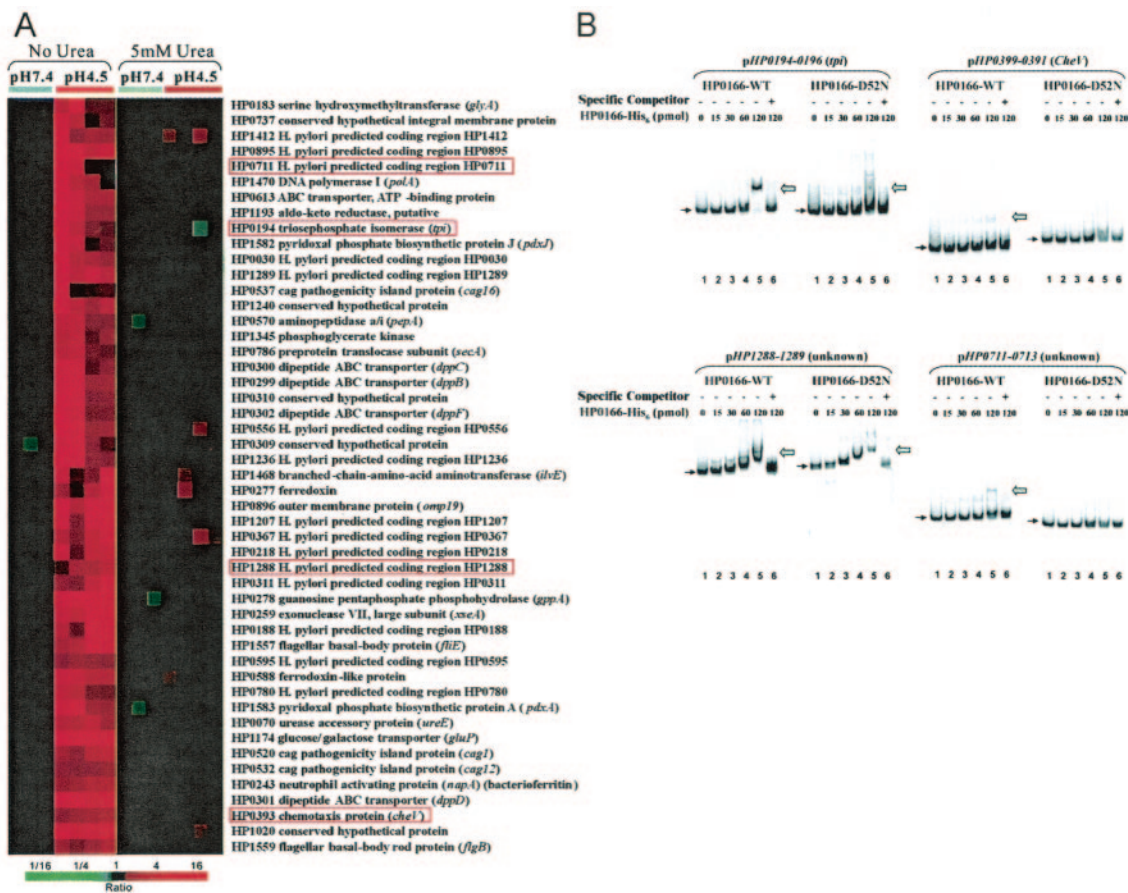 A
No Urea
5mM Urea
pH7.4
pH4.5
pH7.4
pH4.5
HP0183 serine hydroxymethyltransferase (glyA)
HP0737 conserved hypothetical integral membrane protein
HP1412 H. pylori predicted coding region HP1412
HP0895 H. pylori predicted coding region HP0895
HP0711 H. pylori predicted coding region HP0711
HP1470 DNA polymerase I (polA)
HP0613 ABC transporter, ATP -binding protein
HP1193 aldo-keto reductase, putative
HP0194 triosephosphate isomerase (tpi)
HP1582 pyridoxal phosphate biosynthetic protein J (pdxJ)
HP0030 H. pylori predicted coding region HP0030
HP1289 H. pylori predicted coding region HP1289
HP0537 cag pathogenicity island protein (cag16)
HP1240 conserved hypothetical protein
HP0570 aminopeptidase a/i (pepA)
HP1345 phosphoglycerate kinase
HP0786 preprotein translocase subunit (secA)
HP0300 dipeptide ABC transporter (dppC)
HP0299 dipeptide ABC transporter (dppB)
HP0310 conserved hypothetical protein
HP0302 dipeptide ABC transporter (dppF)
HP0556 H. pylori predicted coding region HP0556
HP0309 conserved hypothetical protein
HP1236 H. pylori predicted coding region HP1236
HP1468 branched-chain-amino-acid aminotransferase (ilvE)
HP0277 ferredoxin
HP0896 outer membrane protein (omp19)
HP1207 H. pylori predicted coding region HP1207
HP0367 H. pylori predicted coding region HP0367
HP0218 H. pylori predicted coding region HP0218
HP1288 H. pylori predicted coding region HP1288
HP0311 H. pylori predicted coding region HP0311
HP0278 guanosine pentaphosphate phosphohydrolase (gppA)
HP0259 exonuclease VII, large subunit (xseA)
HP0188 H. pylori predicted coding region HP0188
HP1557 flagellar basal-body protein (fliE)
HP0595 H. pylori predicted coding region HP0595
HP0588 ferredoxin-like protein
HP0780 H. pylori predicted coding region HP0780
HP1583 pyridoxal phosphate biosynthetic protein A (pdxA)
HP0070 urease accessory protein (ureE)
HP1174 glucose/galactose transporter (gluP)
HP0520 cag pathogenicity island protein (cag1)
HP0532 cag pathogenicity island protein (cag12)
HP0243 neutrophil activating protein (napA) (bacterioferritin)
HP0301 dipeptide ABC transporter (dppD)
HP0393 chemotaxis protein (cheV)
HP1020 conserved hypothetical protein
HP1559 flagellar basal-body rod protein (flgB)
1/16 1/4 1 4 16
Ratio
B
pHP0194-0196 (tpi)
HP0166-WT HP0166-D52N
Specific Competitor - - - - - + - - - - - +
HP0166-His6 (pmol) 0 15 30 60 120 120 0 15 30 60 120 120
1 2 3 4 5 6 1 2 3 4 5 6
pHP0399-0391 (CheV)
HP0166-WT HP0166-D52N
- - - - - + - - - - - +
0 15 30 60 120 120 0 15 30 60 120 120
1 2 3 4 5 6 1 2 3 4 5 6
pHP1288-1289 (unknown)
HP0166-WT HP0166-D52N
Specific Competitor - - - - - + - - - - - +
HP0166-His6 (pmol) 0 15 30 60 120 120 0 15 30 60 120 120
1 2 3 4 5 6 1 2 3 4 5 6
pHP0711-0713 (unknown)
HP0166-WT HP0166-D52N
- - - - - + - - - - - +
0 15 30 60 120 120 0 15 30 60 120 120
1 2 3 4 5 6 1 2 3 4 5 6